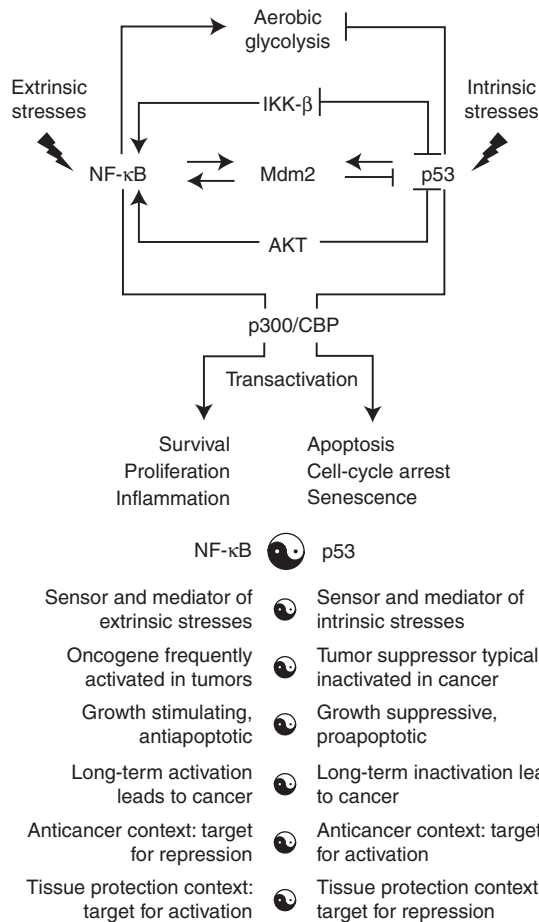 Aerobic
glycolysis
Extrinsic
stresses
Intrinsic
stresses
IKK-β
NF-κB
Mdm2
p53
AKT
p300/CBP
Transactivation
Survival
Proliferation
Inflammation
Apoptosis
Cell-cycle arrest
Senescence
NF-κB
p53
Sensor and mediator of
extrinsic stresses
Sensor and mediator of
intrinsic stresses
Oncogene frequently
activated in tumors
Tumor suppressor typical
inactivated in cancer
Growth stimulating,
antiapoptotic
Growth suppressive,
proapoptotic
Long-term activation
leads to cancer
Long-term inactivation lea
to cancer
Anticancer context: target
for repression
Anticancer context: target
for activation
Tissue protection context:
target for activation
Tissue protection context
target for repression